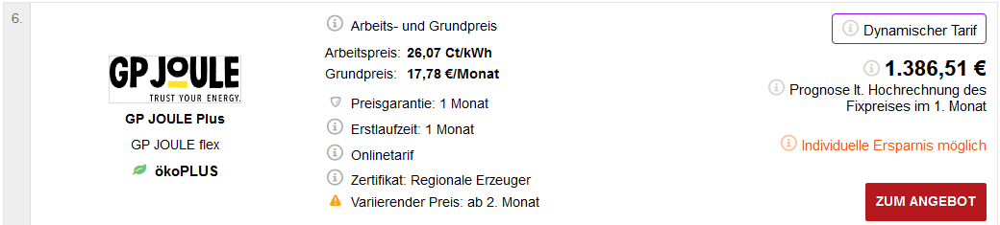 6.
GP JOULE
TRUST YOUR ENERGY.
GP JOULE Plus
GP JOULE flex
ökoPLUS
Arbeits- und Grundpreis
Arbeitspreis: 26,07 Ct/kWh
Grundpreis: 17,78 €/Monat
Preisgarantie: 1 Monat
Erstlaufzeit: 1 Monat
Onlinetarif
Zertifikat: Regionale Erzeuger
Variierender Preis: ab 2. Monat
Dynamischer Tarif
1.386,51 €
Prognose lt. Hochrechnung des
Fixpreises im 1. Monat
Individuelle Ersparnis möglich
ZUM ANGEBOT